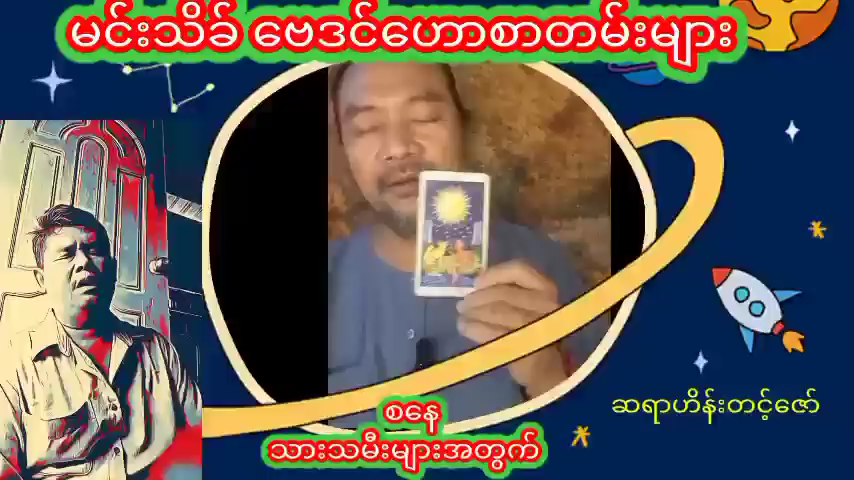 မင်းသိခ် ဗေဒင်ဟောစာတမ်းများ
ဆရာဟိန်းတင့်ဇော်
စနေ
သားသမီးများအတွက်